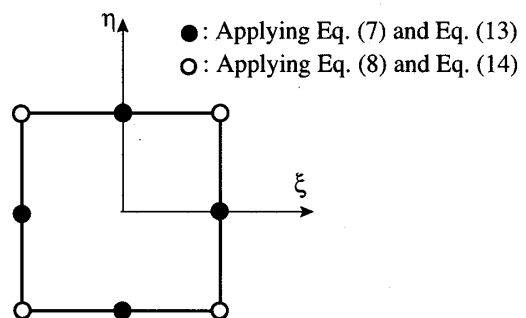 η
●: Applying Eq. (7) and Eq. (13)
○: Applying Eq. (8) and Eq. (14)
ξ